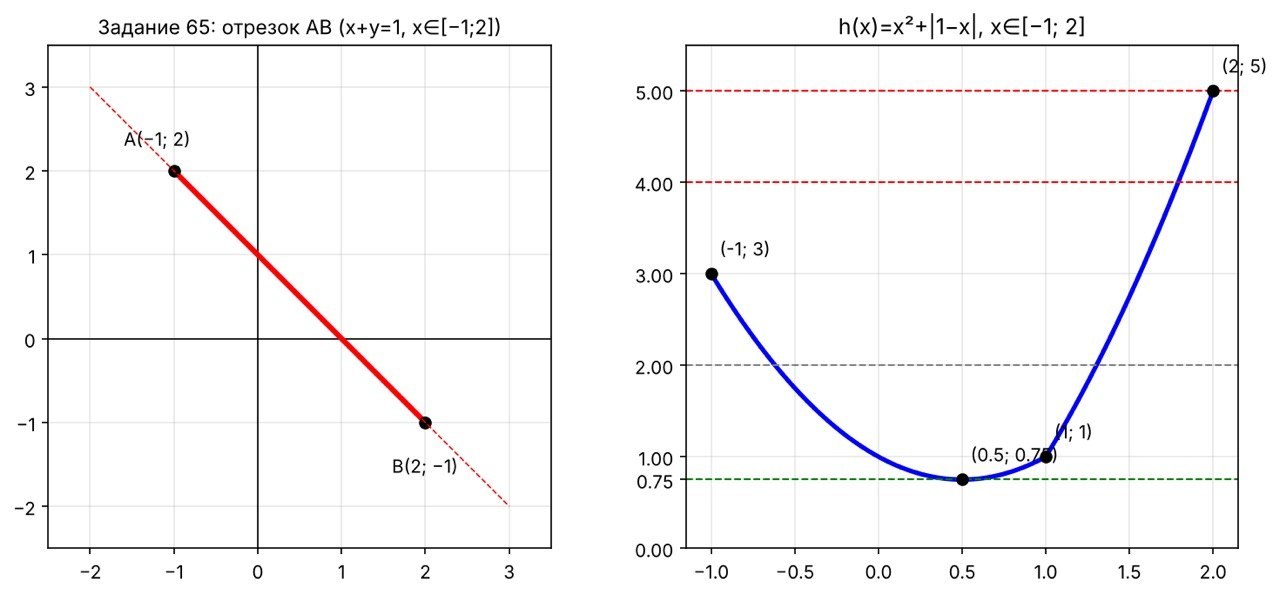 Задание 65: отрезок AB (x+y=1, x∈[−1;2])
3
2
1
0
−1
−2
A(−1; 2)
B(2; −1)
−2 −1 0 1 2 3
h(x)=x²+|1−x|, x∈[−1; 2]
5.00
4.00
3.00
2.00
1.00
0.75
0.00
(2; 5)
(-1; 3)
(1; 1)
(0.5; 0.75)
−1.0 −0.5 0.0 0.5 1.0 1.5 2.0